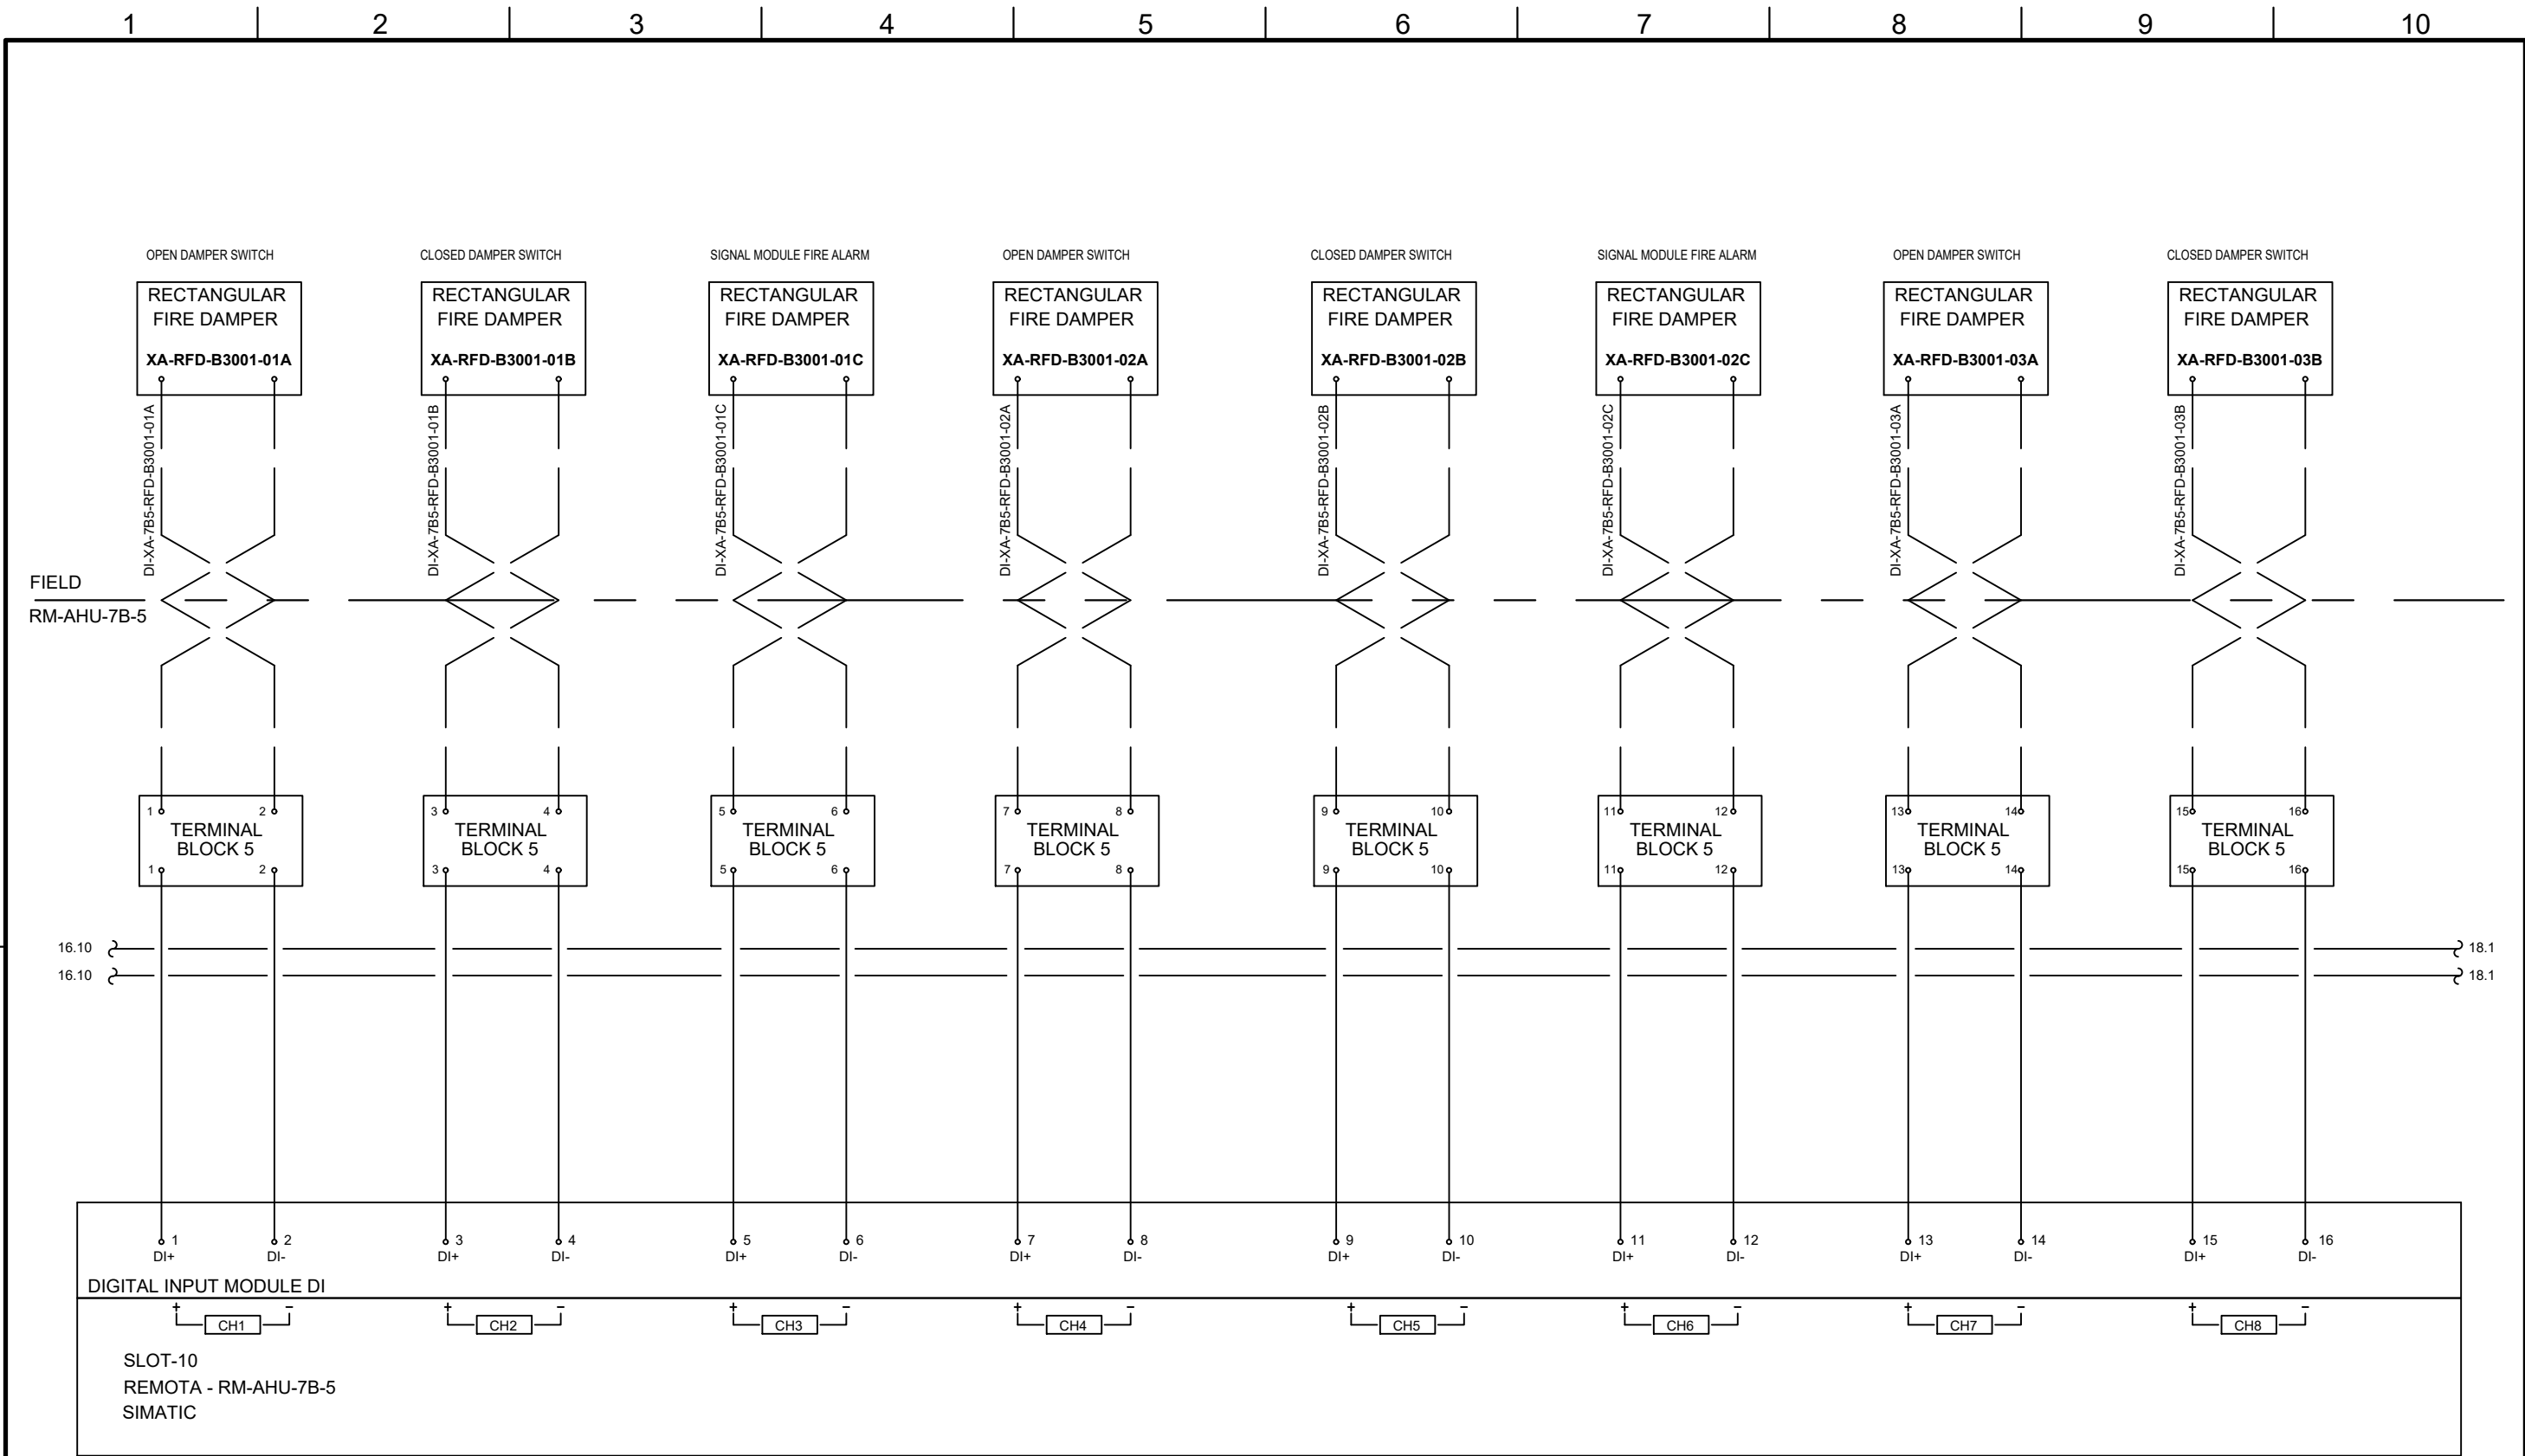 1 2 3 4 5 6 7 8 9 10
OPEN DAMPER SWITCH CLOSED DAMPER SWITCH SIGNAL MODULE FIRE ALARM OPEN DAMPER SWITCH CLOSED DAMPER SWITCH SIGNAL MODULE FIRE ALARM OPEN DAMPER SWITCH CLOSED DAMPER SWITCH
RECTANGULAR RECTANGULAR RECTANGULAR RECTANGULAR RECTANGULAR RECTANGULAR RECTANGULAR RECTANGULAR
FIRE DAMPER FIRE DAMPER FIRE DAMPER FIRE DAMPER FIRE DAMPER FIRE DAMPER FIRE DAMPER FIRE DAMPER
XA-RFD-B3001-01A XA-RFD-B3001-01B XA-RFD-B3001-01C XA-RFD-B3001-02A XA-RFD-B3001-02B XA-RFD-B3001-02C XA-RFD-B3001-03A XA-RFD-B3001-03B
DI-XA-7B5-RFD-B3001-01A DI-XA-7B5-RFD-B3001-01B DI-XA-7B5-RFD-B3001-01C DI-XA-7B5-RFD-B3001-02A DI-XA-7B5-RFD-B3001-02B DI-XA-7B5-RFD-B3001-02C DI-XA-7B5-RFD-B3001-03A DI-XA-7B5-RFD-B3001-03B
FIELD
RM-AHU-7B-5
1 2 3 4 5 6 7 8 9 10 11 12 13 14 15 16
TERMINAL TERMINAL TERMINAL TERMINAL TERMINAL TERMINAL TERMINAL TERMINAL
BLOCK 5 BLOCK 5 BLOCK 5 BLOCK 5 BLOCK 5 BLOCK 5 BLOCK 5 BLOCK 5
1 2 3 4 5 6 7 8 9 10 11 12 13 14 15 16
16.10 18.1
16.10 18.1
1 2 3 4 5 6 7 8 9 10 11 12 13 14 15 16
DI+ DI- DI+ DI- DI+ DI- DI+ DI- DI+ DI- DI+ DI- DI+ DI- DI+ DI-
DIGITAL INPUT MODULE DI
+ − + − + − + − + − + − + − + −
CH1 CH2 CH3 CH4 CH5 CH6 CH7 CH8
SLOT-10
REMOTA - RM-AHU-7B-5
SIMATIC